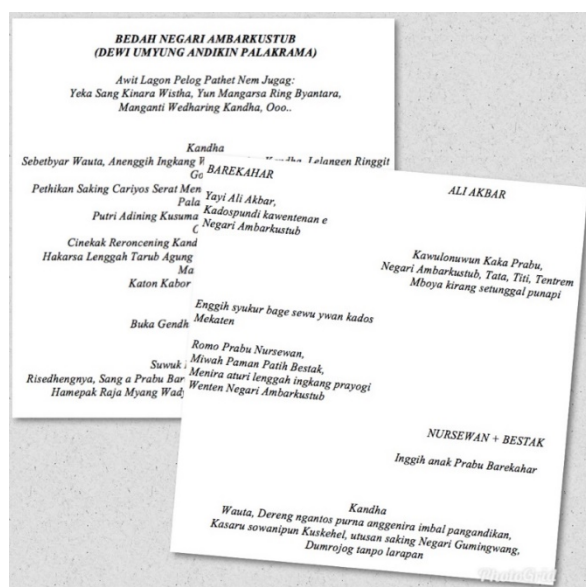 BEDAH NEGARI AMBARKUSTUB
(DEWI UMYUNG ANDIKIN PALAKRAMA)
Awit Lagon Pelog Pathet Nem Jugag:
Yeka Sang Kinara Wistha, Yun Mangarsa Ring Byantara,
Manganti Wedharing Kandha, Ooo..
Kandha
Sebetbyar Wauta, Anenggih Ingkang Lelangen Ringgit
Pethikan Saking Cariyos Serat Men
Pala
Putri Adining Kusuma
Cinekak Reroncening Kand
Hakarsa Lenggah Tarub Agung
Ma
Katon Kabor
Buka Gendh
Suwuk
Risedhengnya, Sang a Prabu Bar
Hamepak Raja Myang Wady
BAREKAHAR
Yayi Ali Akbar,
Kadospundi kawentenan e
Negari Ambarkustub
ALI AKBAR
Kawulonuwun Kaka Prabu,
Negari Ambarkustub, Tata, Titi, Tentrem
Mboya kirang setunggal punapi
Enggih syukur bage sewu ywan kados
Mekaten
Romo Prabu Nursewan,
Miwah Paman Patih Bestak,
Menira aturi lenggah ingkang prayogi
Wenten Negari Ambarkustub
NURSEWAN + BESTAK
Inggih anak Prabu Barekahar
Kandha
Wauta, Dereng ngantos purna anggenira imbal pangandikan,
Kasaru sowanipun Kuskehel, utusan saking Negari Gumingwang,
Dumrojog tanpo larapan
PhotoGrid